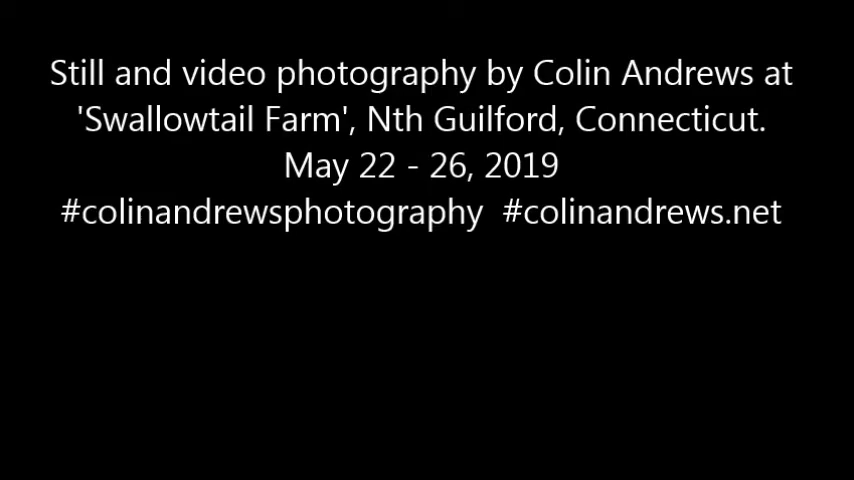 Still and video photography by Colin Andrews at
'Swallowtail Farm', Nth Guilford, Connecticut.
May 22 - 26, 2019
#colinandrewsphotography  #colinandrews.net